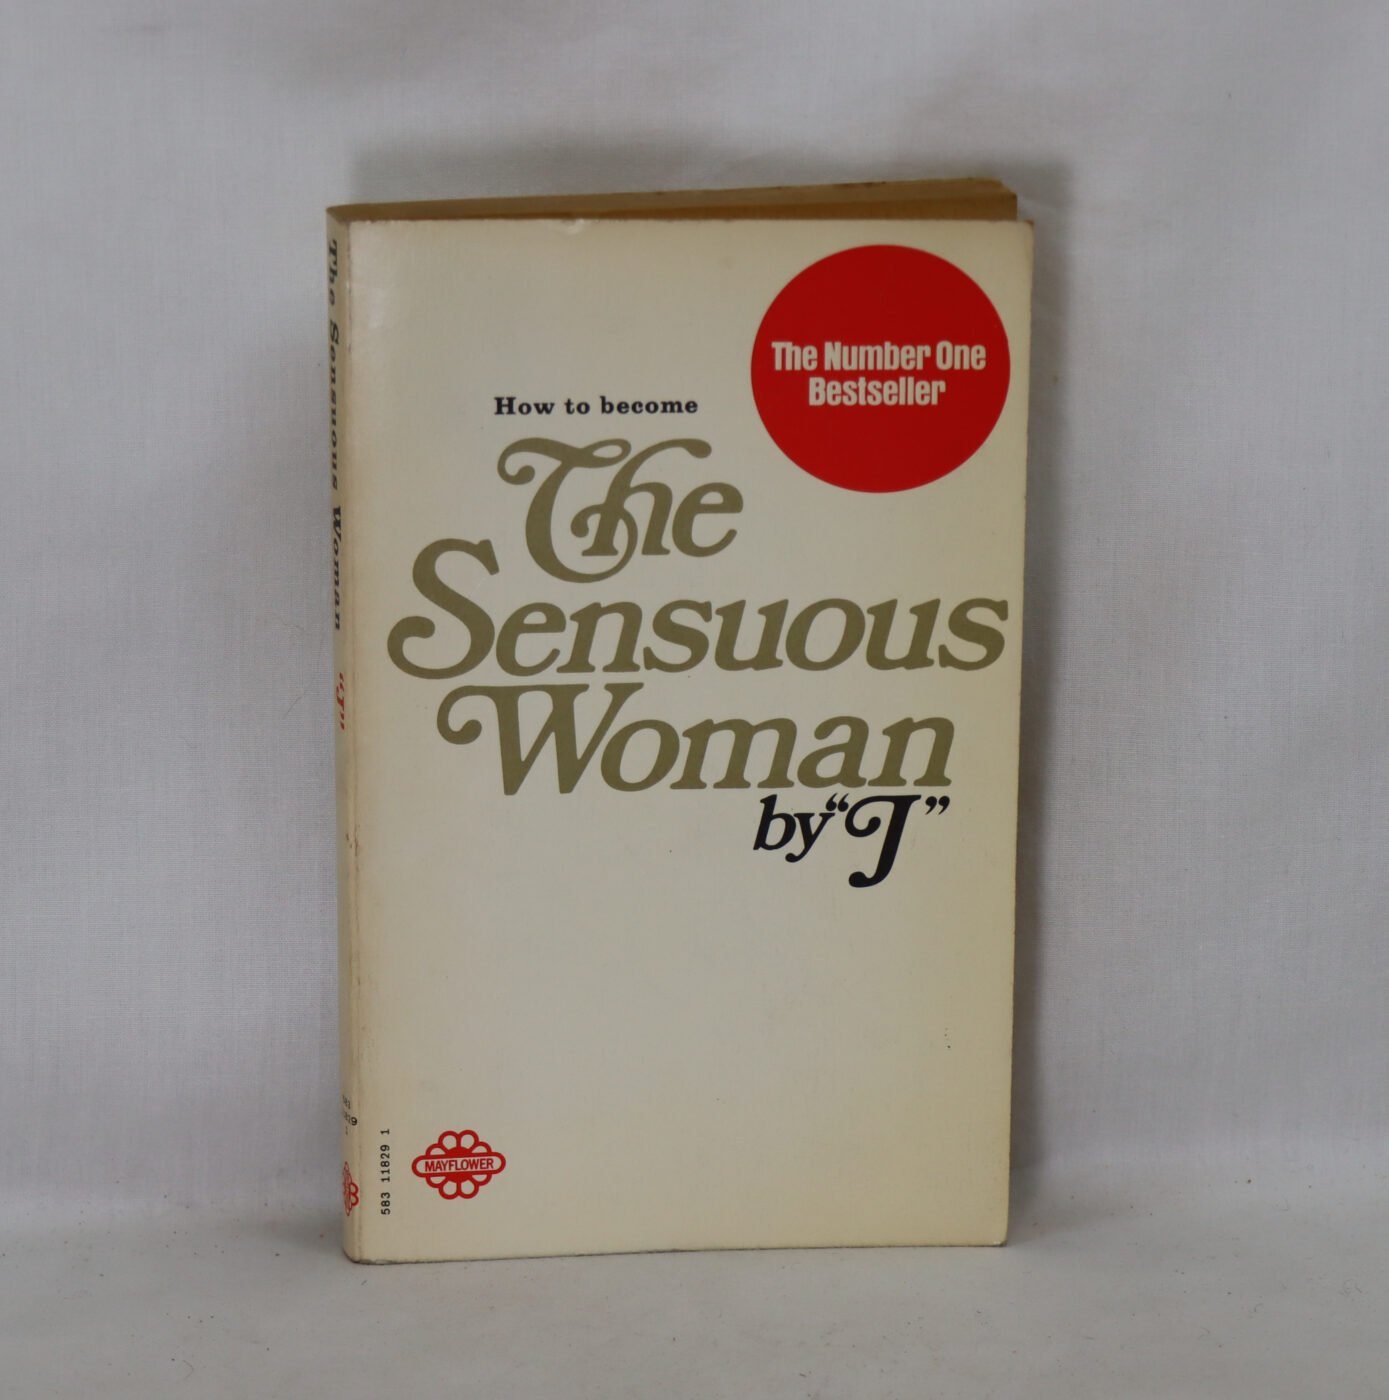 The Number One
Bestseller
How to become
The
Sensuous
Woman
by “J”
MAYFLOWER
583 11829 1
The Sensuous Woman “J”